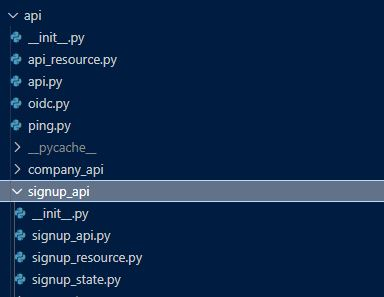 api
__init__.py
api_resource.py
api.py
oidc.py
ping.py
__pycache__
company_api
signup_api
__init__.py
signup_api.py
signup_resource.py
signup_state.py